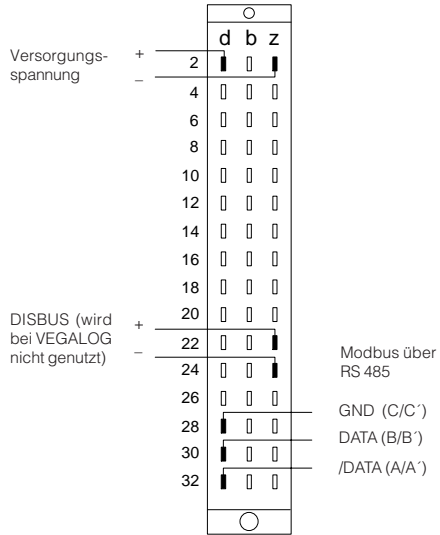 d b z
Versorgungs-
spannung
+
–
2
4
6
8
10
12
14
16
18
20
DISBUS (wird
bei VEGALOG
nicht genutzt)
+
–
22
24
26
28
30
32
Modbus über
RS 485
GND (C/C´)
DATA (B/B´)
/DATA (A/A´)